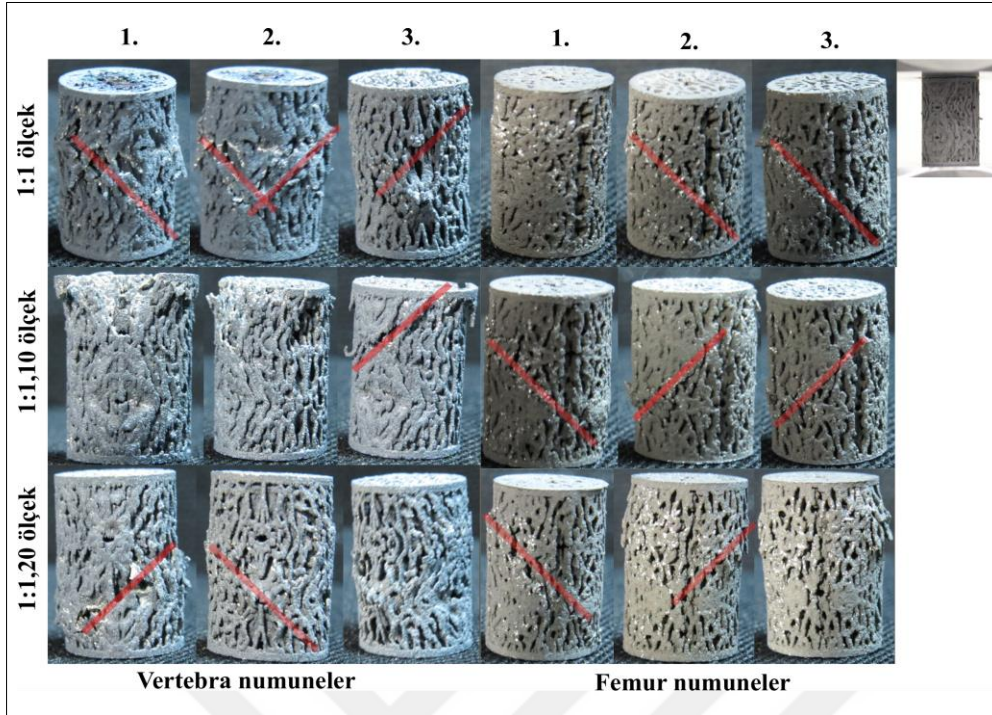 1. 2. 3. 1. 2. 3.
1:1 ölçek
1:1,10 ölçek
1:1,20 ölçek
Vertebra numuneler Femur numuneler